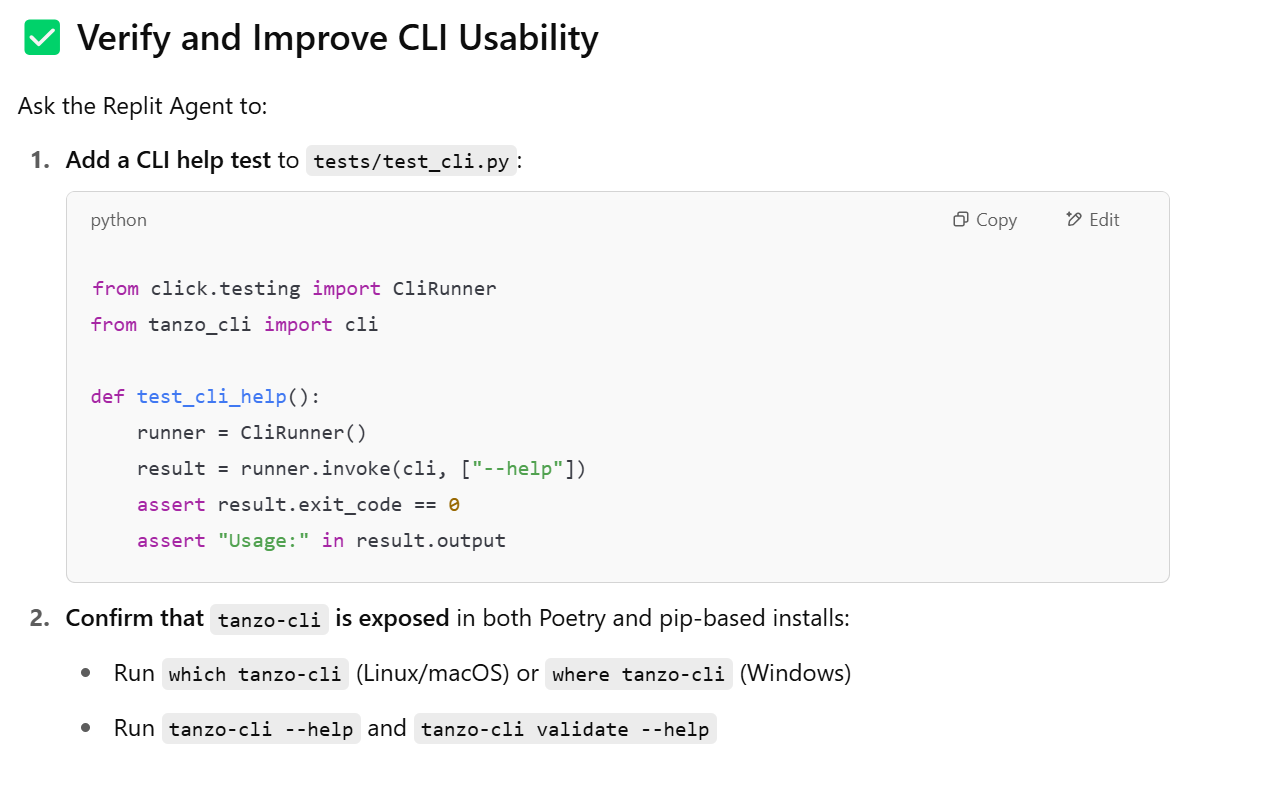 ✅ Verify and Improve CLI Usability
Ask the Replit Agent to:
1. Add a CLI help test to tests/test_cli.py:
python Copy Edit
from click.testing import CliRunner
from tanzo_cli import cli
def test_cli_help():
    runner = CliRunner()
    result = runner.invoke(cli, ["--help"])
    assert result.exit_code == 0
    assert "Usage:" in result.output
2. Confirm that tanzo-cli is exposed in both Poetry and pip-based installs:
• Run which tanzo-cli (Linux/macOS) or where tanzo-cli (Windows)
• Run tanzo-cli --help and tanzo-cli validate --help